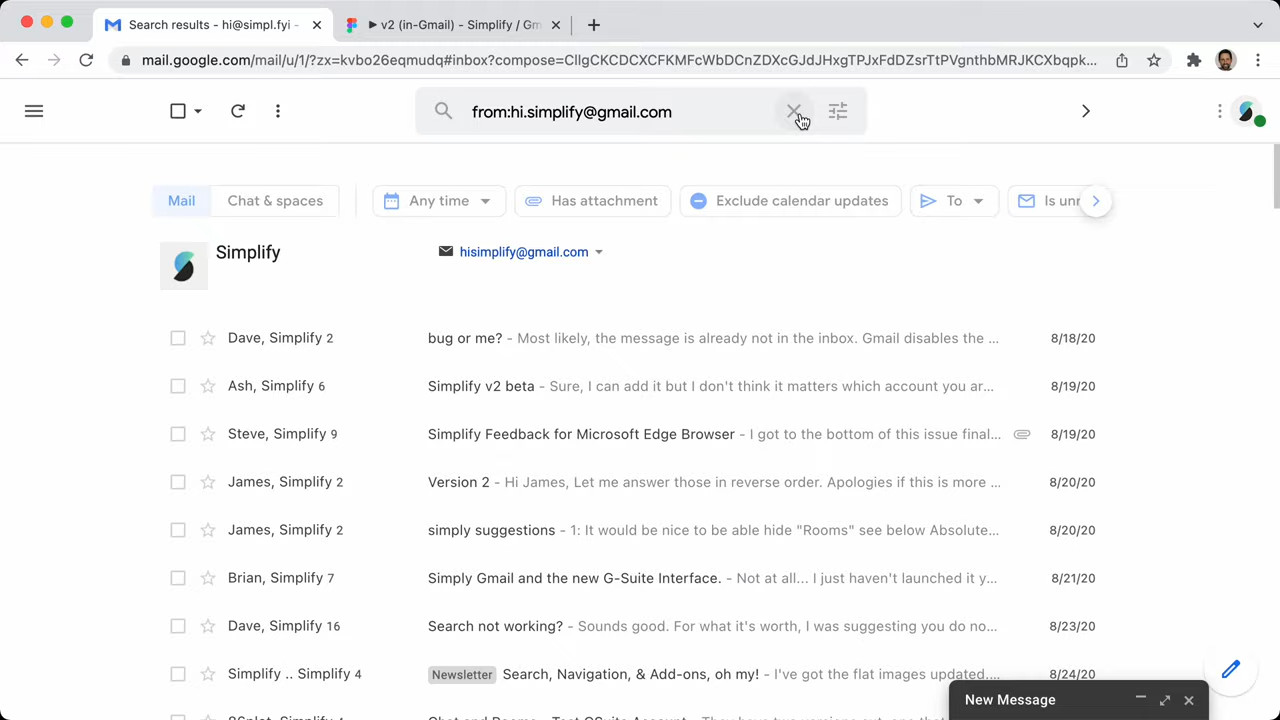 Search results - hi@simpl.fyi -
▶ v2 (in-Gmail) - Simplify / Gm
mail.google.com/mail/u/1/?zx=kvbo26eqmudq#inbox?compose=CllgCKCDCXCFKMFcWbDCnZDXcGJdJHxgTPJxFdDZsrTtPVgnthbMRJKCXbqpk...
from:hi.simplify@gmail.com
Mail Chat & spaces Any time Has attachment Exclude calendar updates To Is unr
Simplify hisimplify@gmail.com
Dave, Simplify 2 bug or me? - Most likely, the message is already not in the inbox. Gmail disables the ... 8/18/20
Ash, Simplify 6 Simplify v2 beta - Sure, I can add it but I don't think it matters which account you ar... 8/19/20
Steve, Simplify 9 Simplify Feedback for Microsoft Edge Browser - I got to the bottom of this issue final... 8/19/20
James, Simplify 2 Version 2 - Hi James, Let me answer those in reverse order. Apologies if this is more ... 8/20/20
James, Simplify 2 simply suggestions - 1: It would be nice to be able hide "Rooms" see below Absolute... 8/20/20
Brian, Simplify 7 Simply Gmail and the new G-Suite Interface. - Not at all... I just haven't launched it y... 8/21/20
Dave, Simplify 16 Search not working? - Sounds good. For what it's worth, I was suggesting you do no... 8/23/20
Simplify .. Simplify 4 Newsletter Search, Navigation, & Add-ons, oh my! - I've got the flat images updated.... 8/24/20
New Message